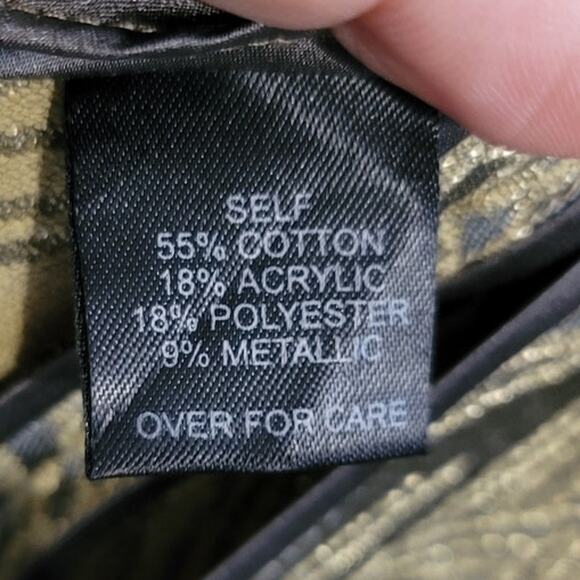 SELF
55% COTTON
18% ACRYLIC
18% POLYESTER
9% METALLIC
OVER FOR CARE